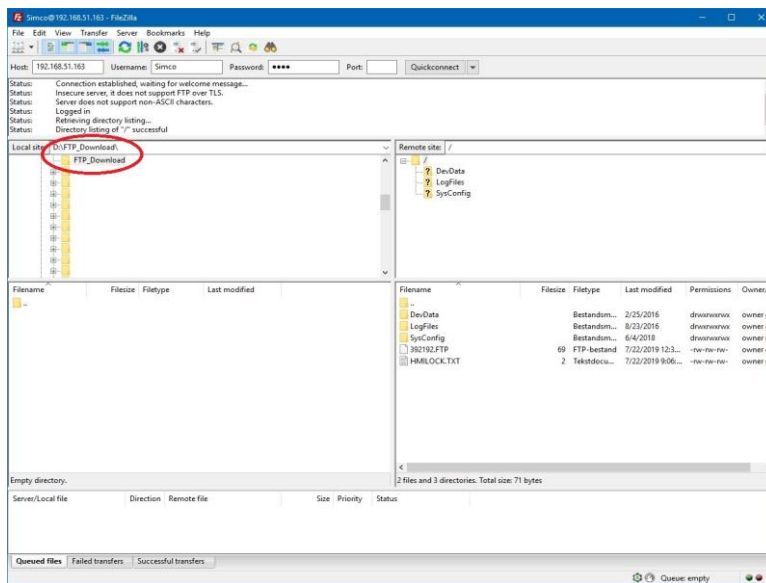 Simco@192.168.51.163 - FileZilla
File Edit View Transfer Server Bookmarks Help
Host: 192.168.51.163 Username: Simco Password: •••• Port: Quickconnect
Status: Connection established, waiting for welcome message...
Status: Insecure server, it does not support FTP over TLS.
Status: Server does not support non-ASCII characters.
Status: Logged in
Status: Retrieving directory listing...
Status: Directory listing of "/" successful
Local site: D:\FTP_Download\
FTP_Download
Remote site: /
/
? DevData
? LogFiles
? SysConfig
Filename Filesize Filetype Last modified
..
Empty directory.
Filename Filesize Filetype Last modified Permissions Owner/
..
DevData Bestandsm... 2/25/2016 drwxrwxrwx owner
LogFiles Bestandsm... 8/23/2016 drwxrwxrwx owner
SysConfig Bestandsm... 6/4/2018 drwxrwxrwx owner
392192.FTP 69 FTP-bestand 7/22/2019 12:3... -rw-rw-rw- owner
HMILOCK.TXT 2 Tekstdocu... 7/22/2019 9:06:... -rw-rw-rw- owner
2 files and 3 directories. Total size: 71 bytes
Server/Local file Direction Remote file Size Priority Status
Queued files Failed transfers Successful transfers
Queue: empty